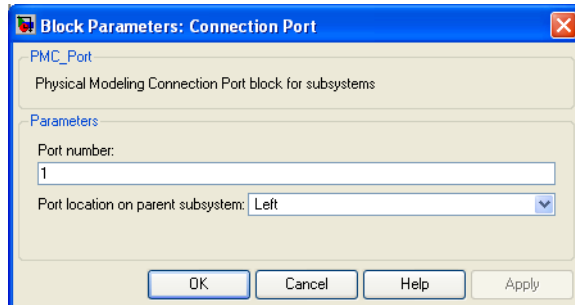 Block Parameters: Connection Port
PMC_Port
Physical Modeling Connection Port block for subsystems
Parameters
Port number:
1
Port location on parent subsystem: Left
OK Cancel Help Apply